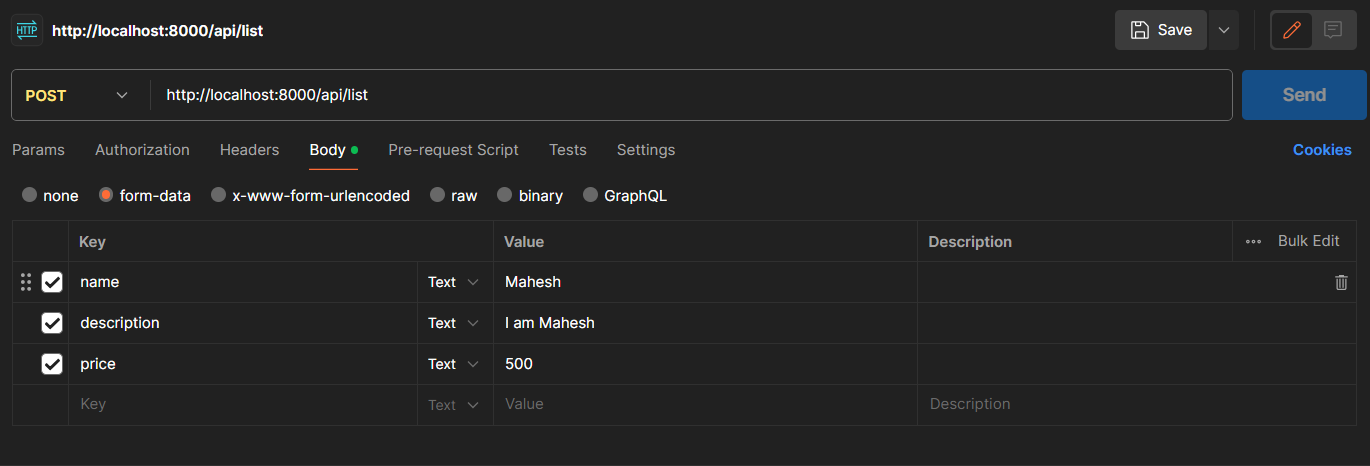 HTTP http://localhost:8000/api/list Save
POST http://localhost:8000/api/list Send
Params Authorization Headers Body Pre-request Script Tests Settings Cookies
none form-data x-www-form-urlencoded raw binary GraphQL
Key Value Description Bulk Edit
name Text Mahesh
description Text I am Mahesh
price Text 500
Key Text Value Description